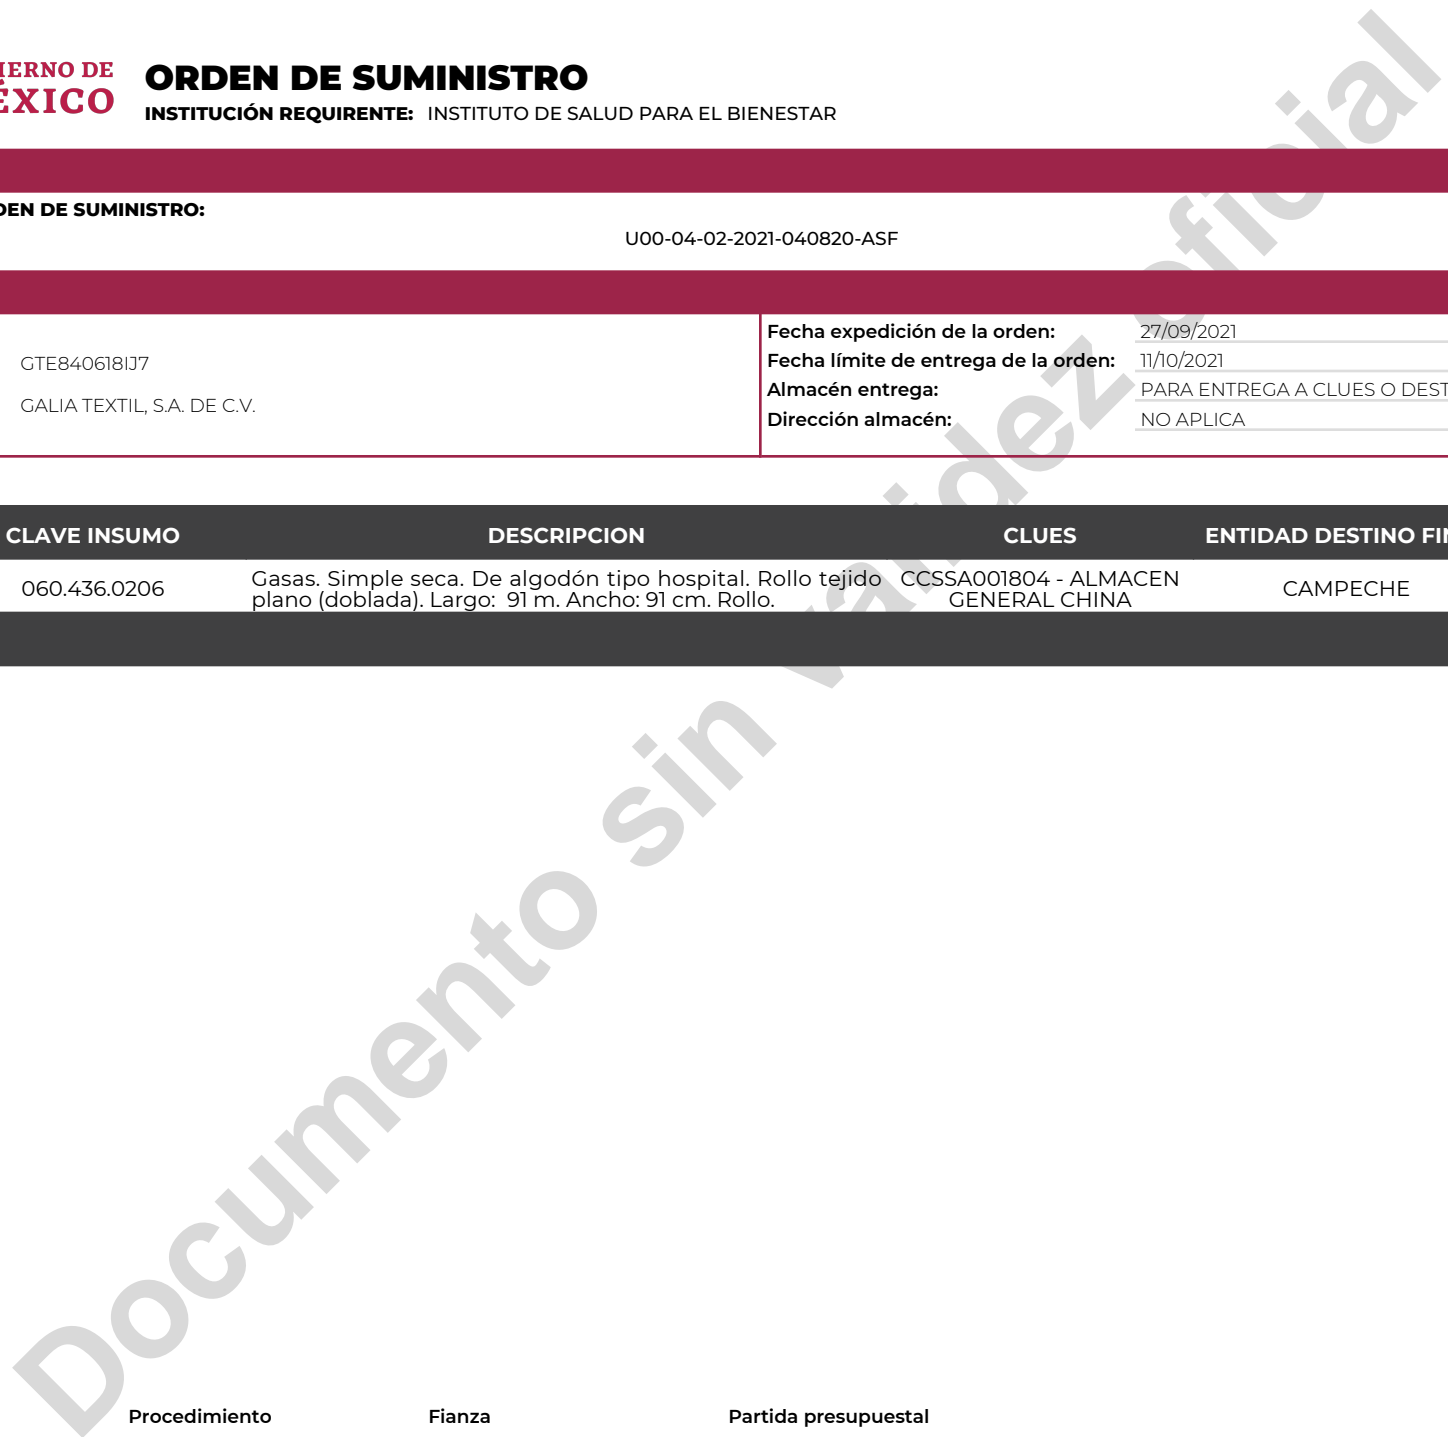 IERNO DE
ÉXICO
ORDEN DE SUMINISTRO
INSTITUCIÓN REQUIRENTE: INSTITUTO DE SALUD PARA EL BIENESTAR
DEN DE SUMINISTRO:
U00-04-02-2021-040820-ASF
GTE840618IJ7
GALIA TEXTIL, S.A. DE C.V.
Fecha expedición de la orden: 27/09/2021
Fecha límite de entrega de la orden: 11/10/2021
Almacén entrega: PARA ENTREGA A CLUES O DEST
Dirección almacén: NO APLICA
CLAVE INSUMO DESCRIPCION CLUES ENTIDAD DESTINO FIN
060.436.0206 Gasas. Simple seca. De algodón tipo hospital. Rollo tejido CCSSA001804 - ALMACEN CAMPECHE
plano (doblada). Largo: 91 m. Ancho: 91 cm. Rollo. GENERAL CHINA
Documento sin validez oficial
Procedimiento Fianza Partida presupuestal